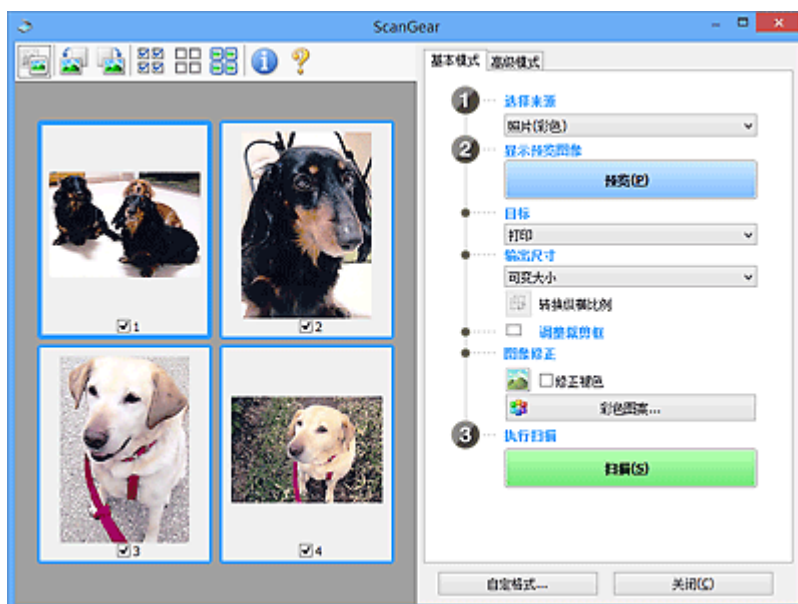 ScanGear
基本模式 高级模式
1 选择来源
照片(彩色)
2 显示预览图像
预览(P)
目标
打印
输出尺寸
可变大小
转换纵横比例
调整裁剪框
图像修正
修正褪色
彩色图案...
3 执行扫描
扫描(S)
1
2
3
4
自定格式...
关闭(C)